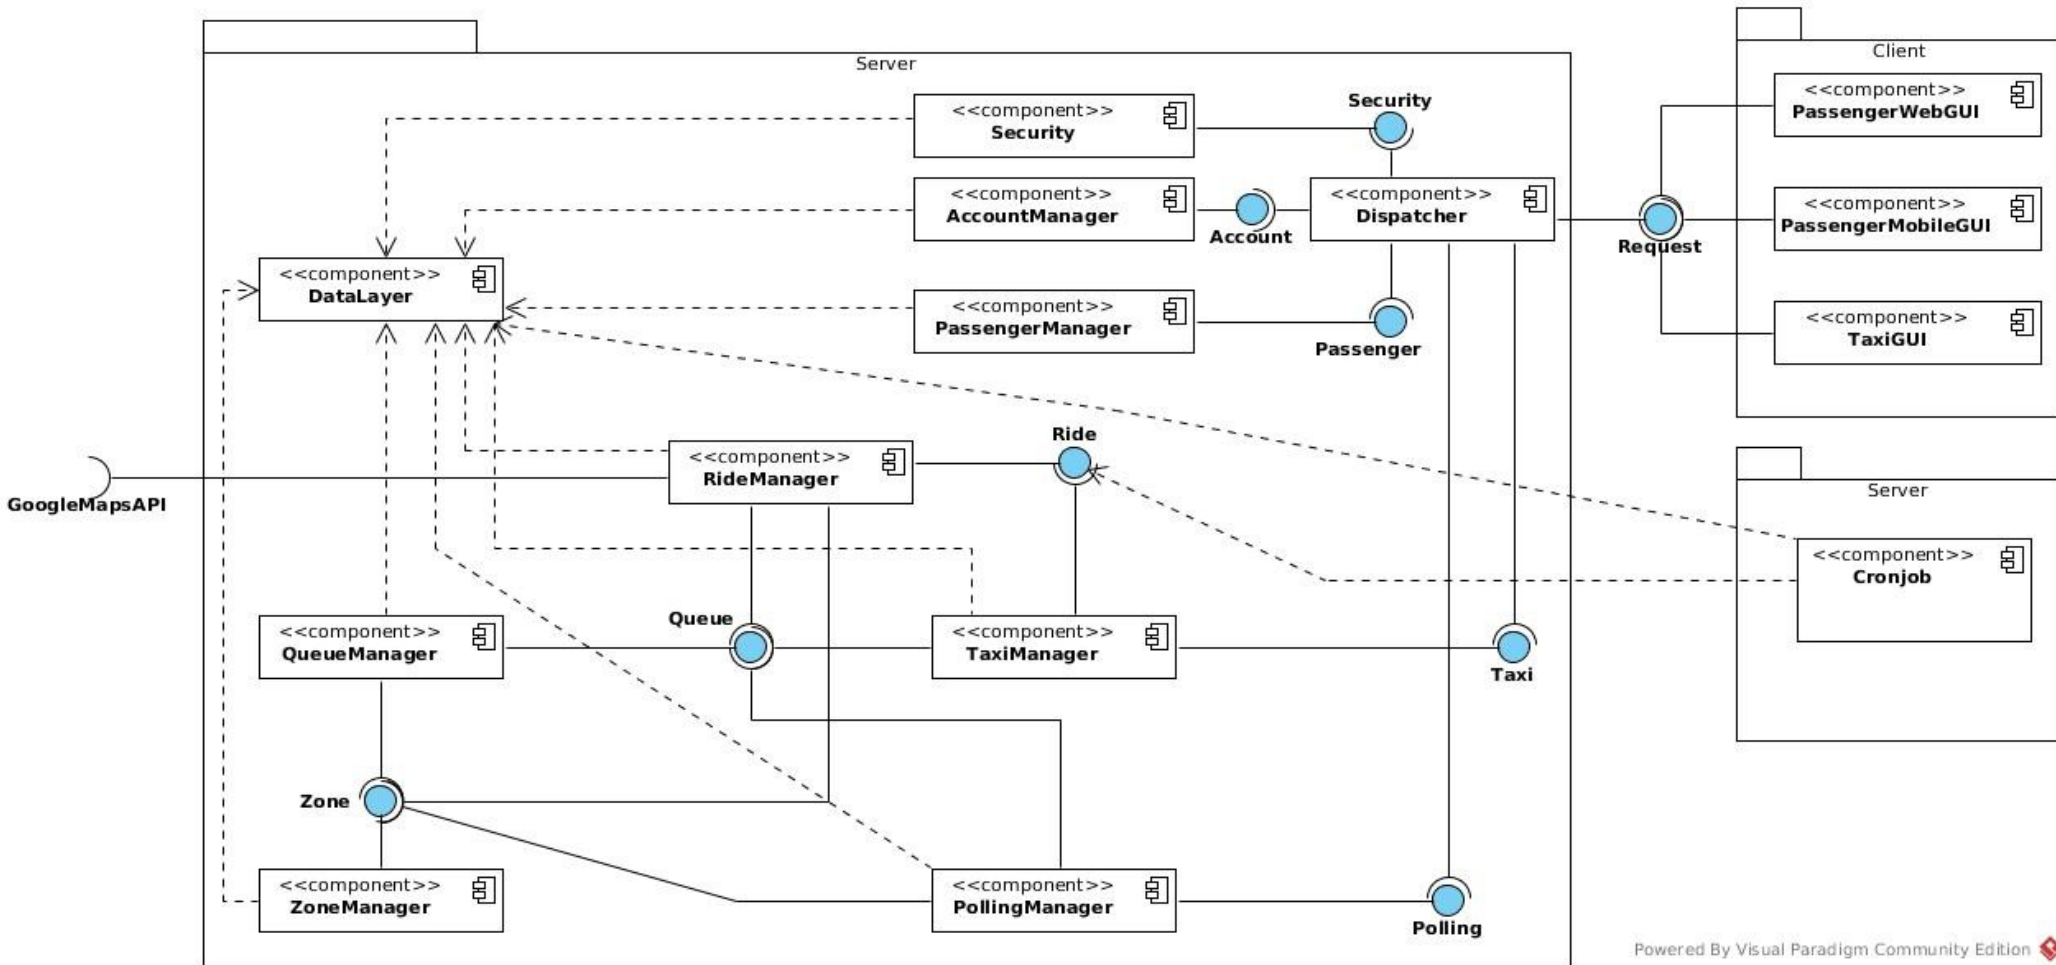 Server
Client
<<component>>
PassengerWebGUI
<<component>>
Security
Security
<<component>>
AccountManager
Account
<<component>>
Dispatcher
Request
<<component>>
PassengerMobileGUI
<<component>>
DataLayer
<<component>>
PassengerManager
Passenger
<<component>>
TaxiGUI
GoogleMapsAPI
<<component>>
RideManager
Ride
Server
<<component>>
Cronjob
<<component>>
QueueManager
Queue
<<component>>
TaxiManager
Taxi
Zone
<<component>>
ZoneManager
<<component>>
PollingManager
Polling
Powered By Visual Paradigm Community Edition